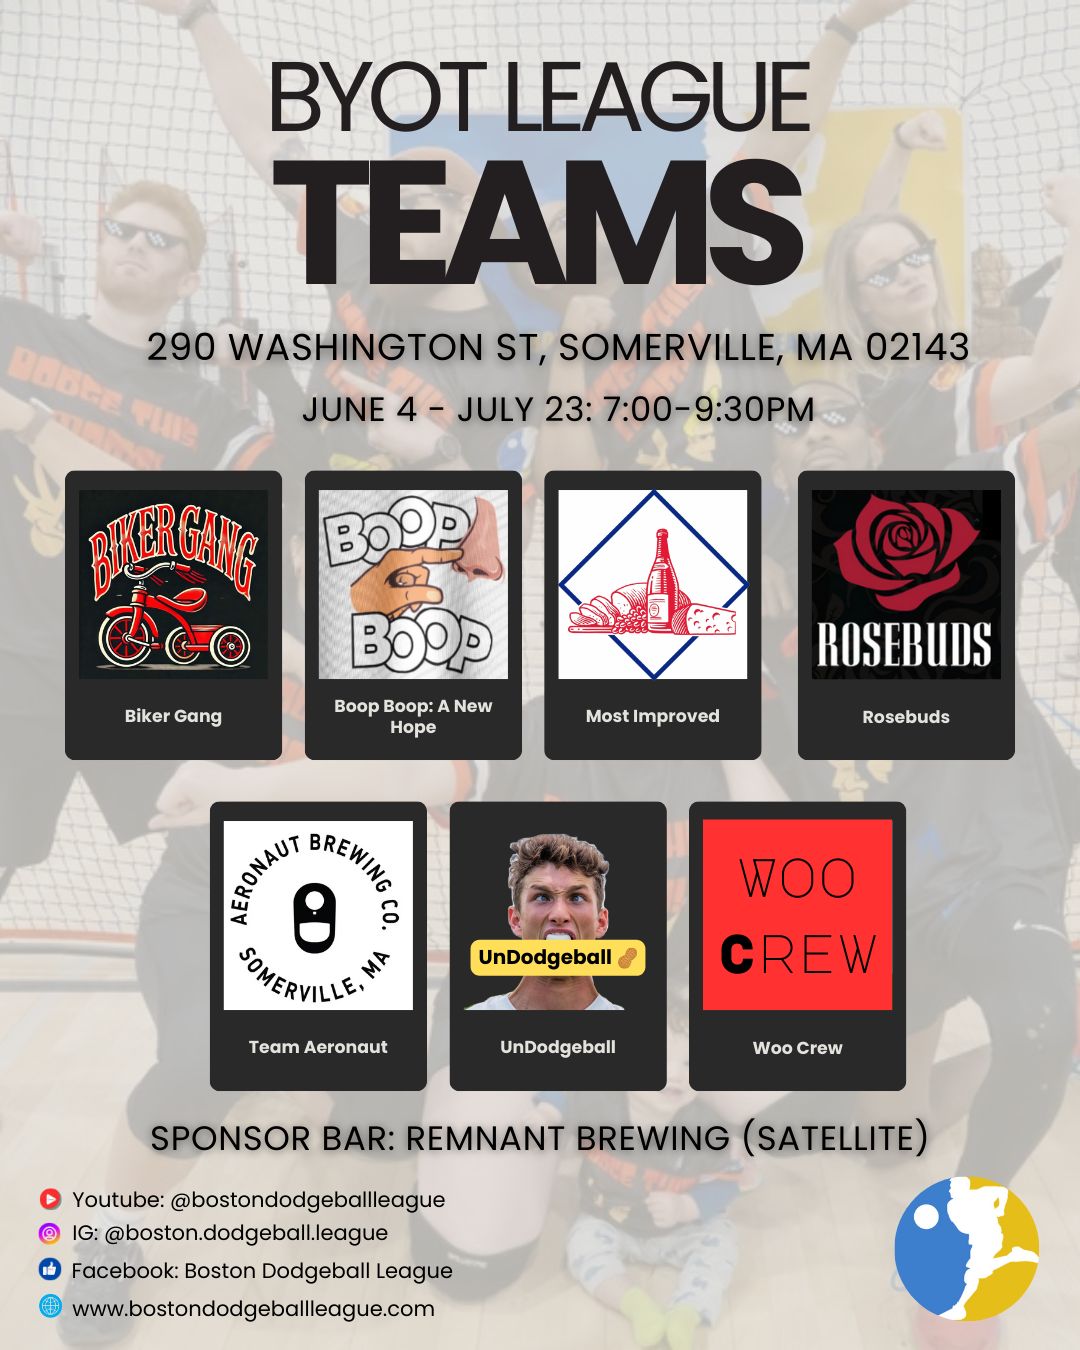 BYOT LEAGUE
TEAMS
290 WASHINGTON ST, SOMERVILLE, MA 02143
JUNE 4 - JULY 23: 7:00-9:30PM
BIKER GANG
Biker Gang
BOOP
BOOP
Boop Boop: A New
Hope
Most Improved
ROSEBUDS
Rosebuds
AERONAUT BREWING CO.
SOMERVILLE, MA
Team Aeronaut
UnDodgeball
UnDodgeball
WOO
CREW
Woo Crew
SPONSOR BAR: REMNANT BREWING (SATELLITE)
Youtube: @bostondodgeballleague
IG: @boston.dodgeball.league
Facebook: Boston Dodgeball League
www.bostondodgeballleague.com